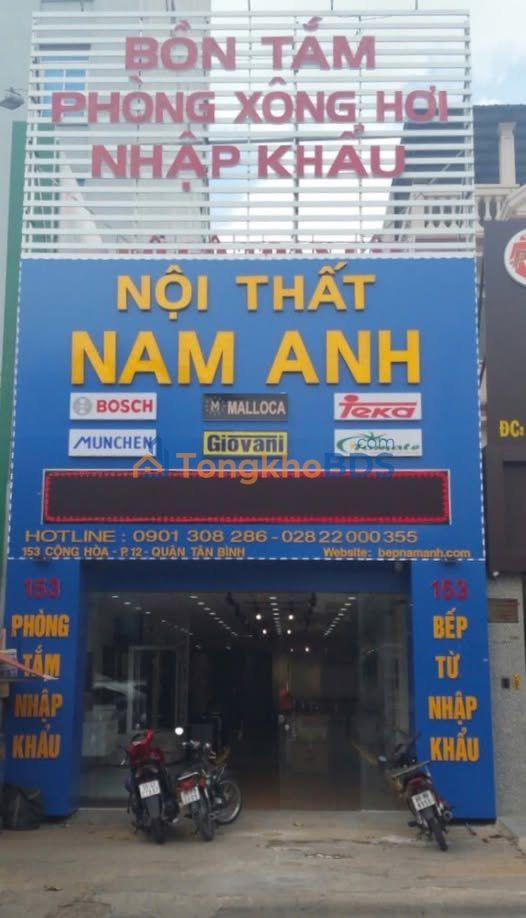 BỒN TẮM
PHÒNG XÔNG HƠI
NHẬP KHẨU
NỘI THẤT
NAM ANH
BOSCH
M MALLOCA
Teka
MUNCHEN
Giovani
TongkhoBDS
.com
HOTLINE : 0901 308 286 - 028 22 000 355
153 CỘNG HÒA - P.12 - QUẬN TÂN BÌNH
Website: bepnamanh.com
153
PHÒNG
TẮM
NHẬP
KHẨU
153
BẾP
TỪ
NHẬP
KHẨU
ĐC: